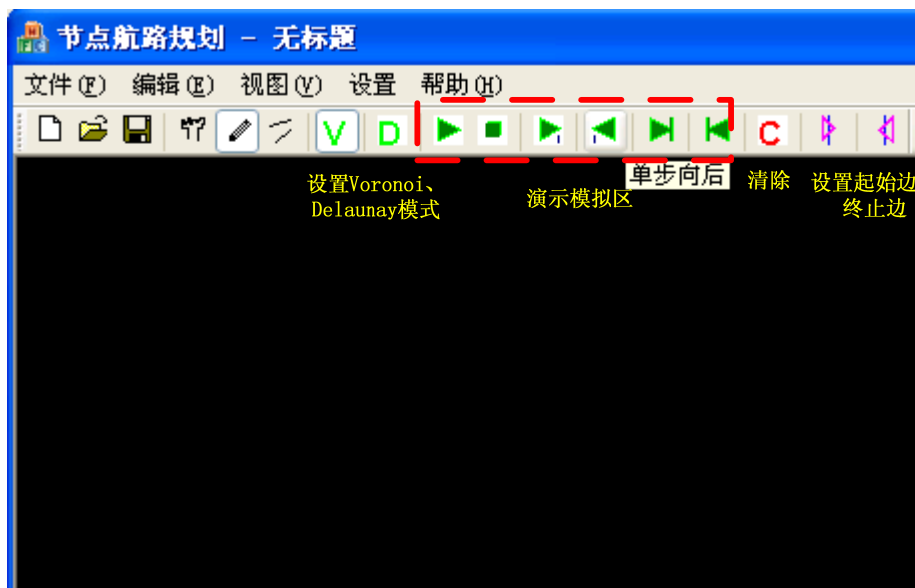 节点航路规划 - 无标题
文件(F) 编辑(E) 视图(V) 设置 帮助(H)
V D C
单步向后
设置Voronoi、
Delaunay模式
演示模拟区
清除
设置起始边
终止边